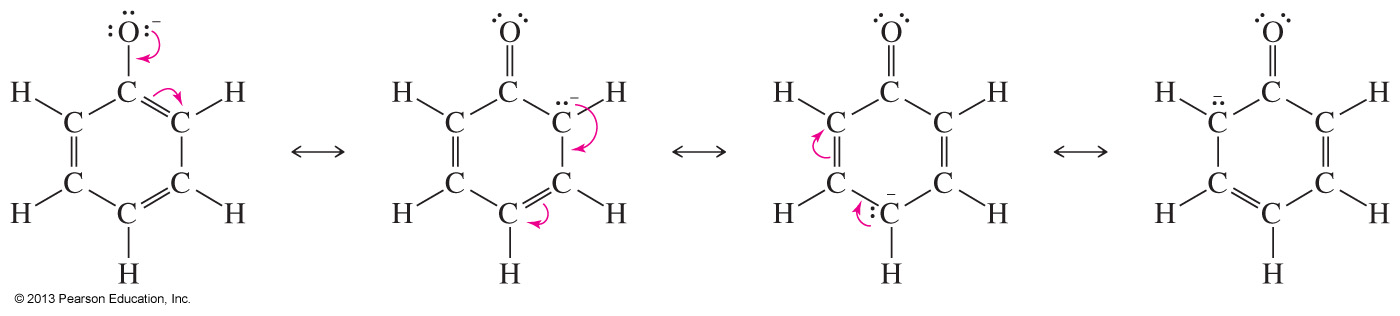 O − O O O
H C H H C − H H C H H − C H
C C C C C C C C
C C C C C C C C
H C H H C H H C − H H C H
H H H H
© 2013 Pearson Education, Inc.